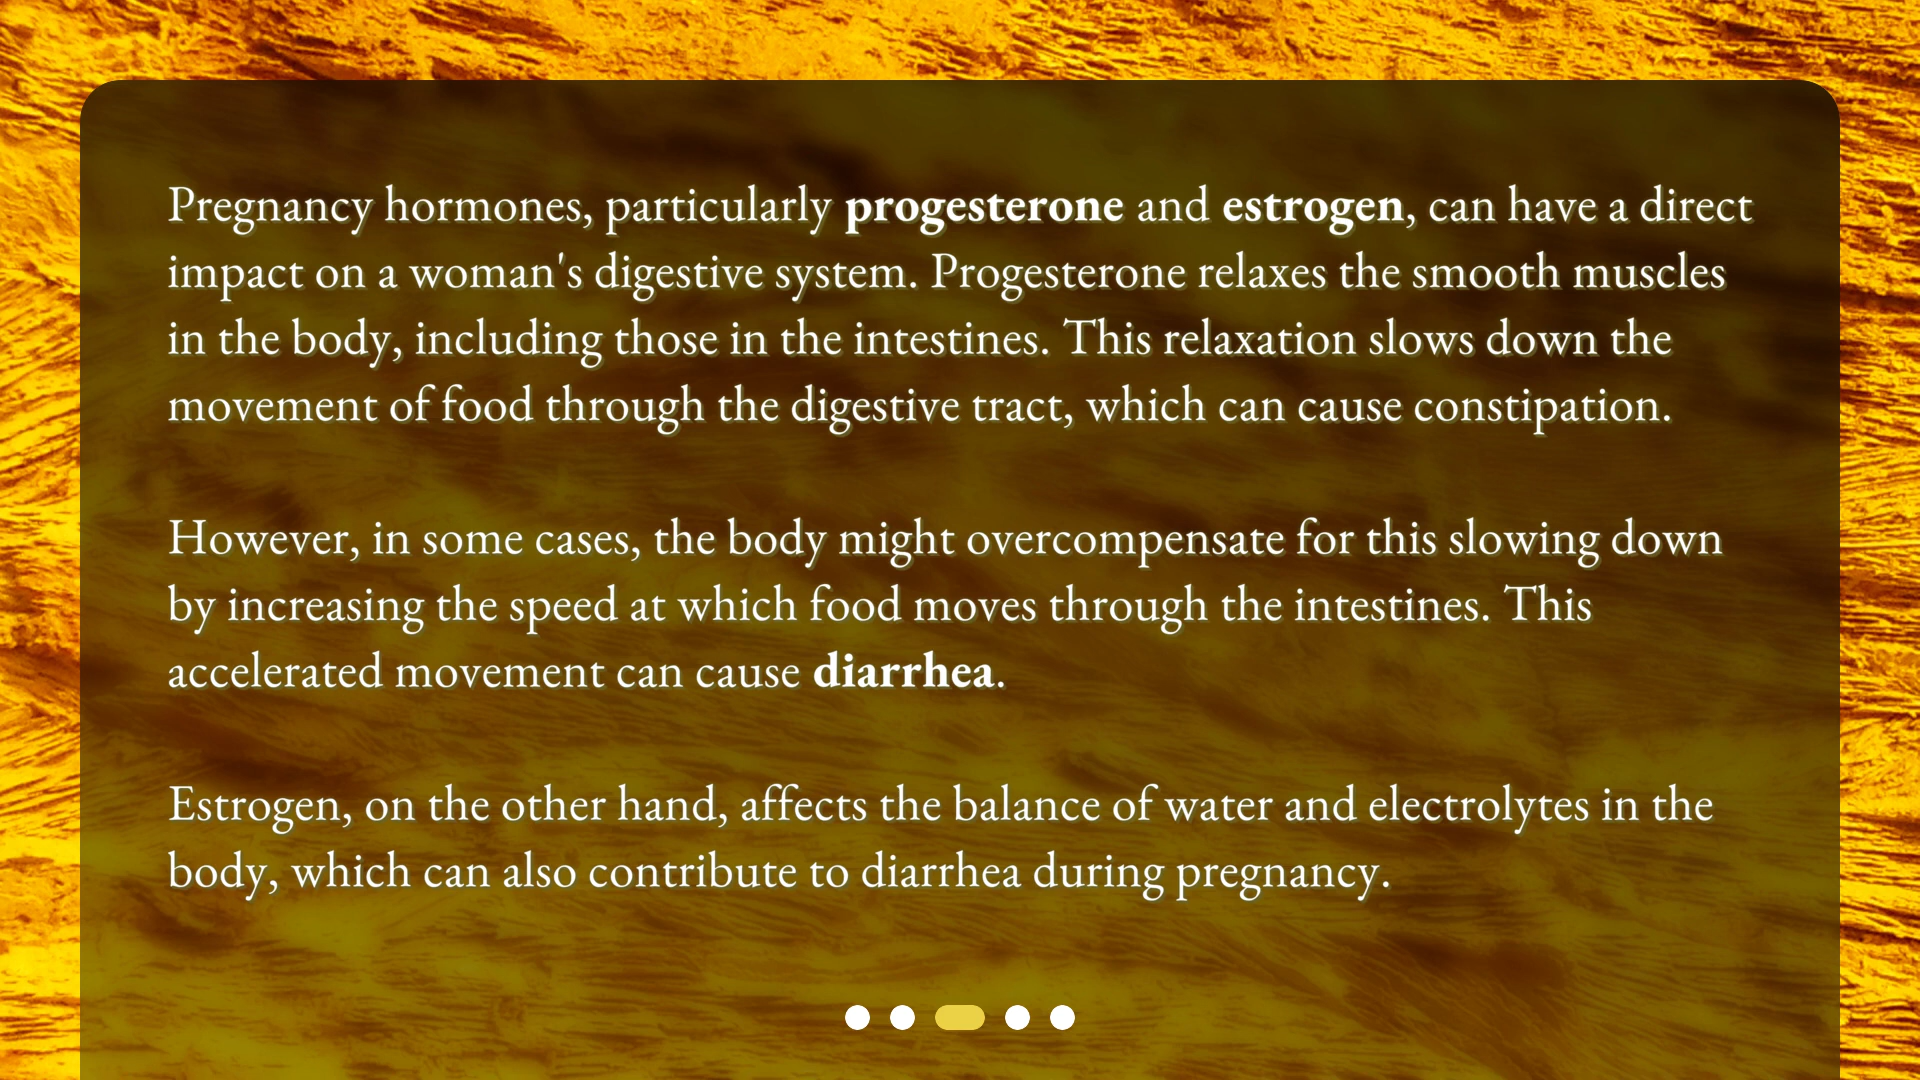 Pregnancy hormones, particularly progesterone and estrogen, can have a direct
impact on a woman's digestive system. Progesterone relaxes the smooth muscles
in the body, including those in the intestines. This relaxation slows down the
movement of food through the digestive tract, which can cause constipation.
However, in some cases, the body might overcompensate for this slowing down
by increasing the speed at which food moves through the intestines. This
accelerated movement can cause diarrhea.
Estrogen, on the other hand, affects the balance of water and electrolytes in the
body, which can also contribute to diarrhea during pregnancy.